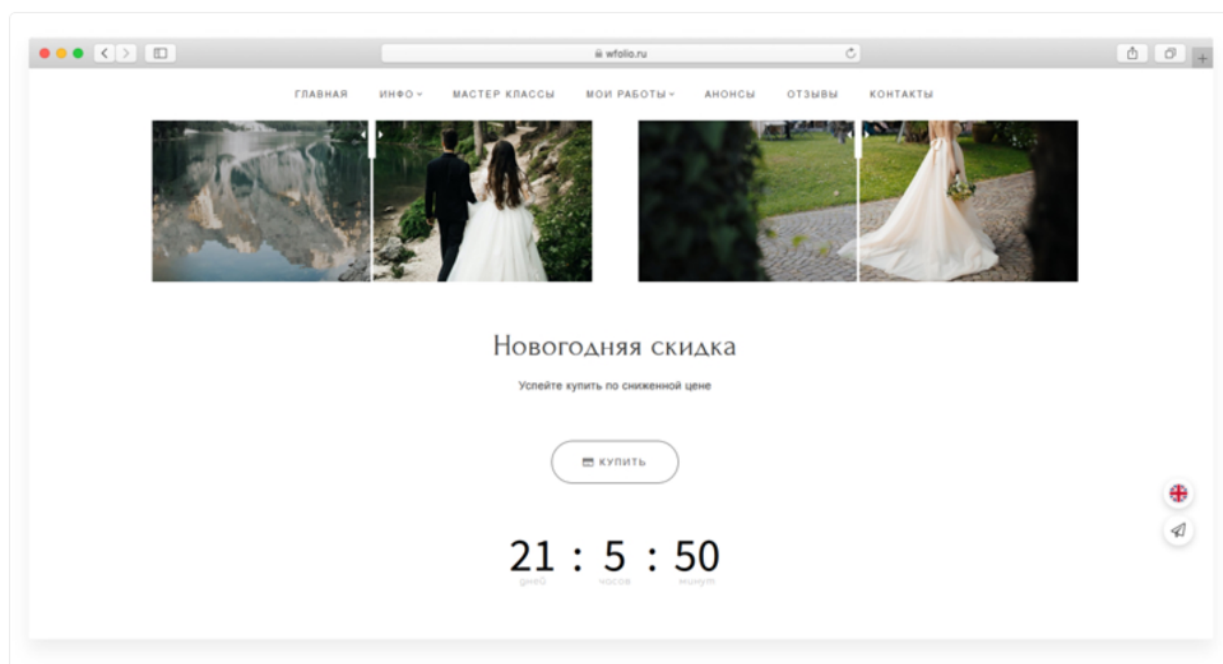 wfolio.ru
ГЛАВНАЯ ИНФО МАСТЕР КЛАССЫ МОИ РАБОТЫ АНОНСЫ ОТЗЫВЫ КОНТАКТЫ
Новогодняя скидка
Успейте купить по сниженной цене
КУПИТЬ
21 : 5 : 50
дней часов минут